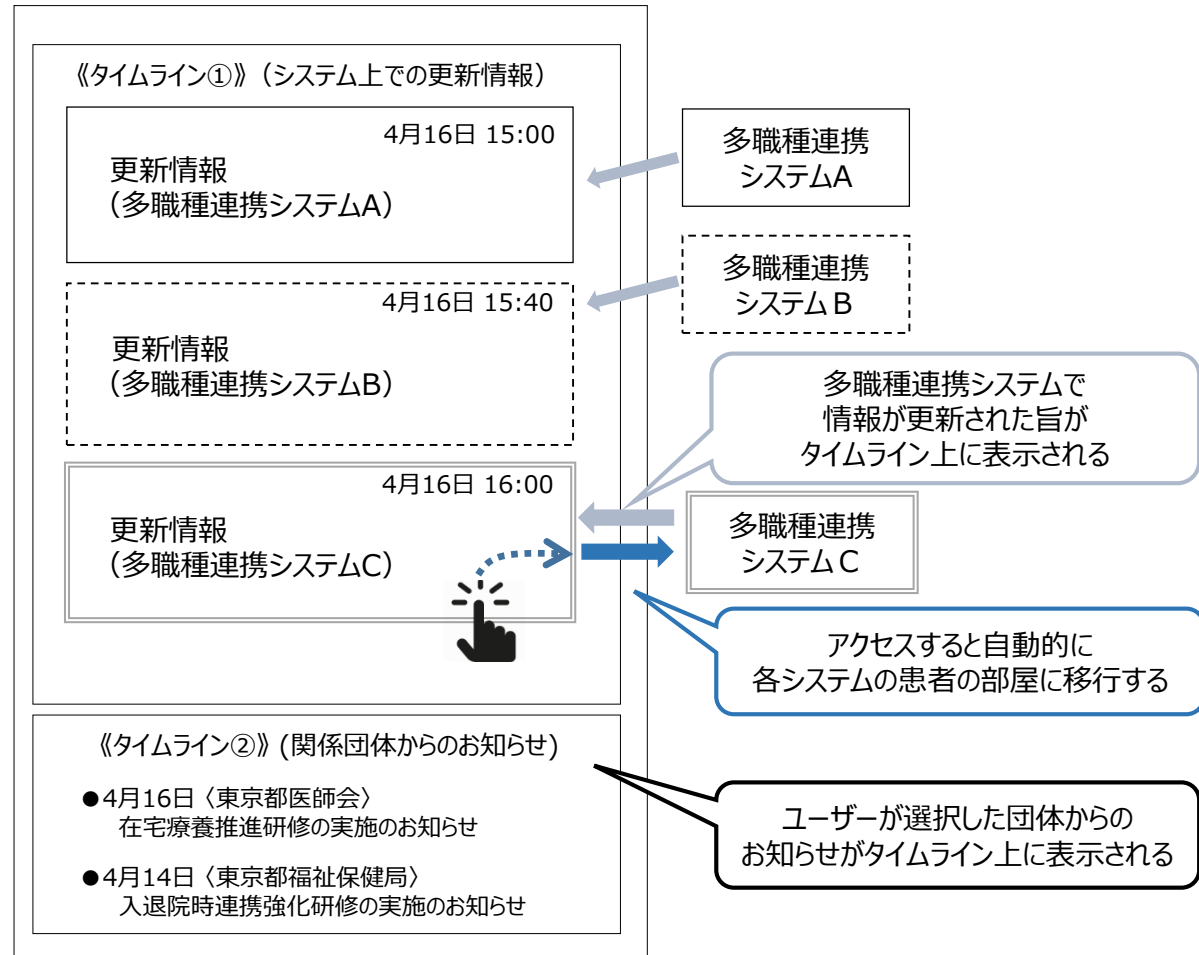 《タイムライン①》（システム上での更新情報）
4月16日 15:00
更新情報
（多職種連携システムA）
多職種連携
システムA
4月16日 15:40
更新情報
（多職種連携システムB）
多職種連携
システムB
多職種連携システムで
情報が更新された旨が
タイムライン上に表示される
4月16日 16:00
更新情報
（多職種連携システムC）
多職種連携
システムC
アクセスすると自動的に
各システムの患者の部屋に移行する
《タイムライン②》(関係団体からのお知らせ)
●4月16日〈東京都医師会〉
在宅療養推進研修の実施のお知らせ
●4月14日〈東京都福祉保健局〉
入退院時連携強化研修の実施のお知らせ
ユーザーが選択した団体からの
お知らせがタイムライン上に表示される